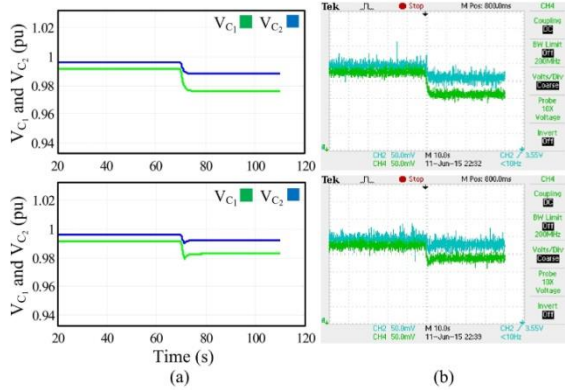 V_C1 V_C2
V_C1 and V_C2 (pu)
1.02
1
0.98
0.96
0.94
20 40 60 80 100 120
V_C1 V_C2
V_C1 and V_C2 (pu)
1.02
1
0.98
0.96
0.94
20 40 60 80 100 120
Time (s)
(a)
Tek Stop M Pos: 800.0ms CH4
Coupling
DC
BW Limit
Off
200MHz
Volts/Div
Coarse
Probe
10X
Voltage
Invert
Off
CH2 50.0mV M 10.0s CH2 3.55V
CH4 50.0mV 11-Jun-15 22:32 <10Hz
Tek Stop M Pos: 800.0ms CH4
Coupling
DC
BW Limit
Off
200MHz
Volts/Div
Coarse
Probe
10X
Voltage
Invert
Off
CH2 50.0mV M 10.0s CH2 3.55V
CH4 50.0mV 11-Jun-15 22:39 <10Hz
(b)